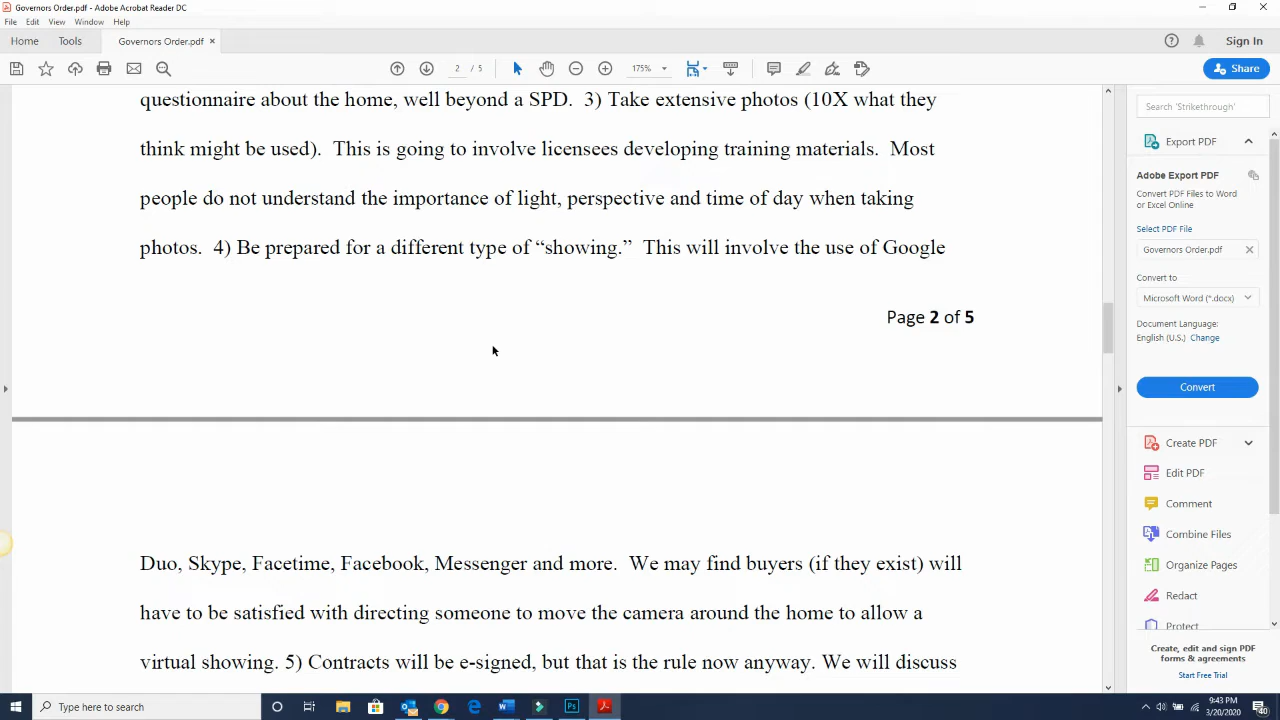 Governors Order.pdf - Adobe Acrobat Reader DC
File Edit View Window Help
Home Tools Governors Order.pdf × Sign In
2 / 5 175% Share
questionnaire about the home, well beyond a SPD.  3) Take extensive photos (10X what they
think might be used).  This is going to involve licensees developing training materials.  Most
people do not understand the importance of light, perspective and time of day when taking
photos.  4) Be prepared for a different type of “showing.”  This will involve the use of Google
Page 2 of 5
Duo, Skype, Facetime, Facebook, Messenger and more.  We may find buyers (if they exist) will
have to be satisfied with directing someone to move the camera around the home to allow a
virtual showing. 5) Contracts will be e-signed, but that is the rule now anyway. We will discuss
Search 'Strikethrough'
Export PDF
Adobe Export PDF
Convert PDF Files to Word
or Excel Online
Select PDF File
Governors Order.pdf
Convert to
Microsoft Word (*.docx)
Document Language:
English (U.S.) Change
Convert
Create PDF
Edit PDF
Comment
Combine Files
Organize Pages
Redact
Protect
Create, edit and sign PDF
forms & agreements
Start Free Trial
Type here to search
9:43 PM
3/20/2020